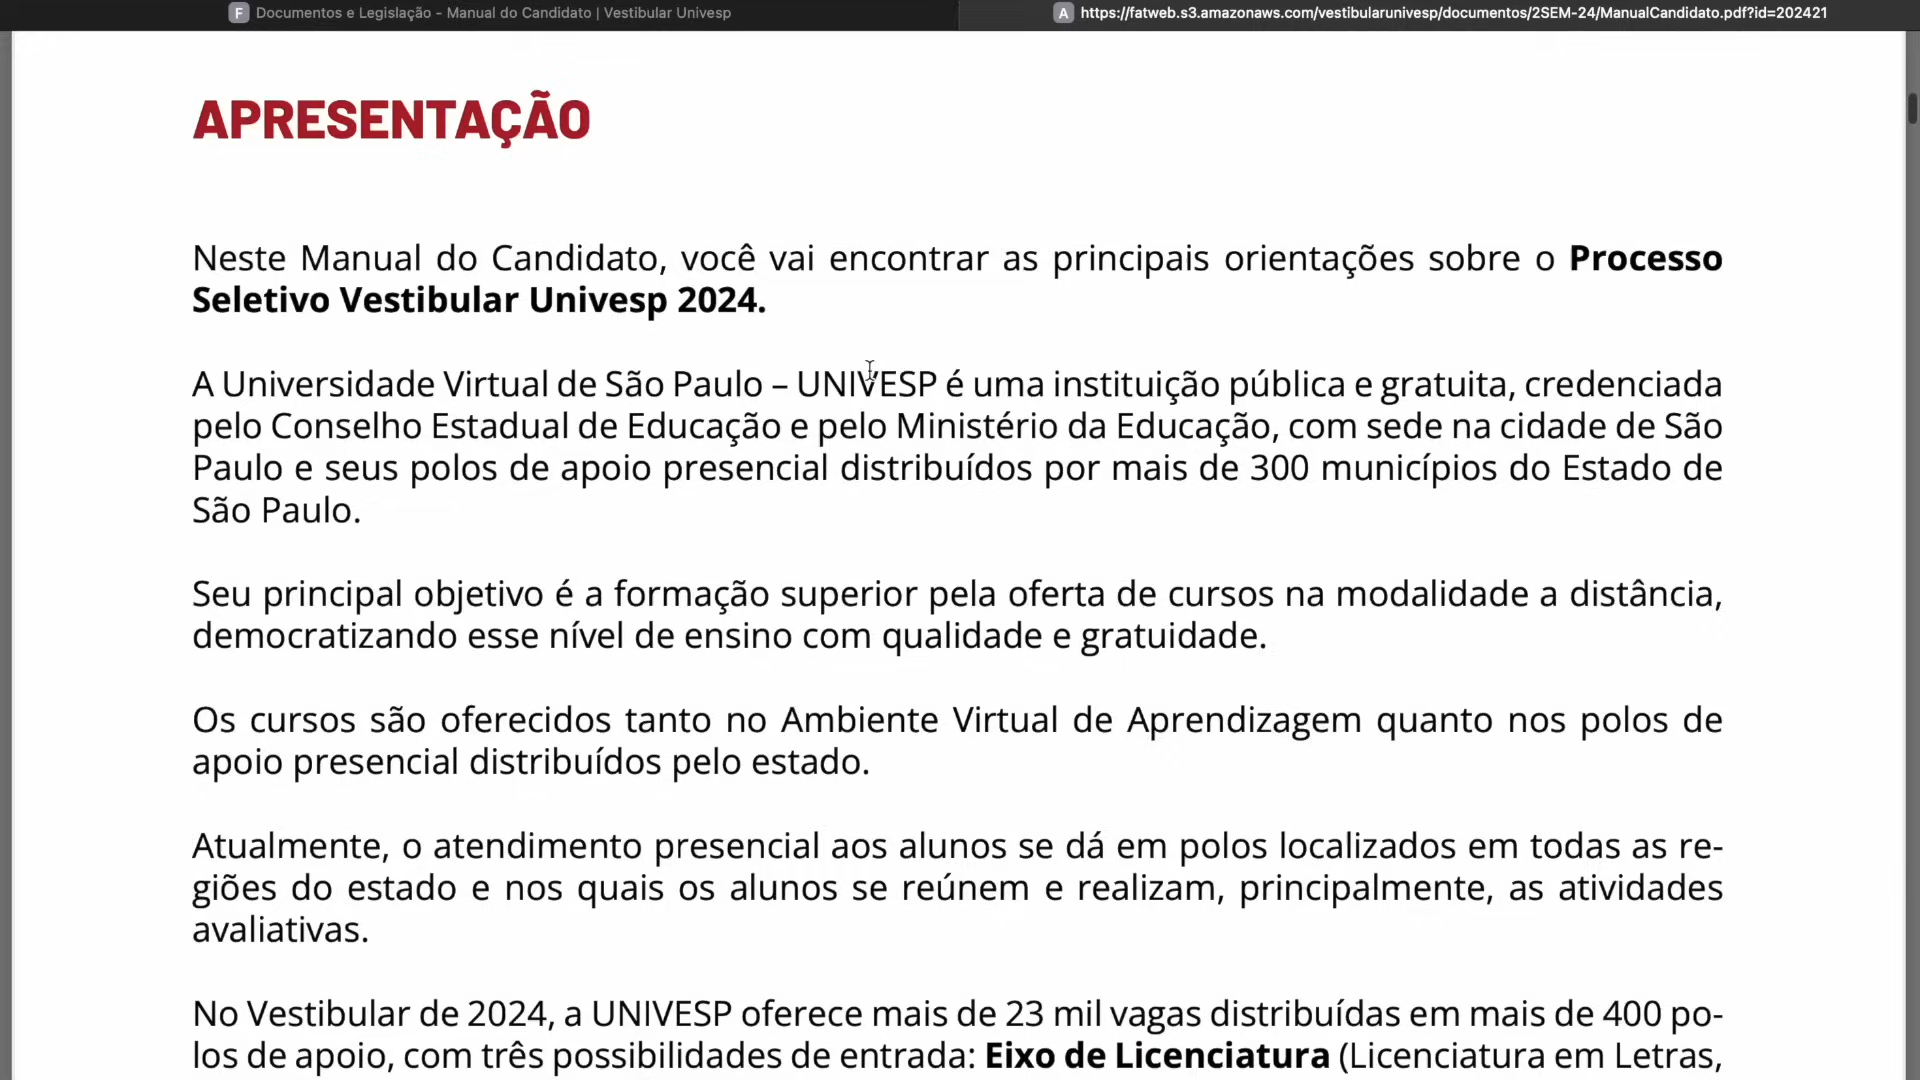 F Documentos e Legislação - Manual do Candidato | Vestibular Univesp
A https://fatweb.s3.amazonaws.com/vestibularunivesp/documentos/2SEM-24/ManualCandidato.pdf?id=202421
APRESENTAÇÃO
Neste Manual do Candidato, você vai encontrar as principais orientações sobre o Processo
Seletivo Vestibular Univesp 2024.
A Universidade Virtual de São Paulo – UNIVESP é uma instituição pública e gratuita, credenciada
pelo Conselho Estadual de Educação e pelo Ministério da Educação, com sede na cidade de São
Paulo e seus polos de apoio presencial distribuídos por mais de 300 municípios do Estado de
São Paulo.
Seu principal objetivo é a formação superior pela oferta de cursos na modalidade a distância,
democratizando esse nível de ensino com qualidade e gratuidade.
Os cursos são oferecidos tanto no Ambiente Virtual de Aprendizagem quanto nos polos de
apoio presencial distribuídos pelo estado.
Atualmente, o atendimento presencial aos alunos se dá em polos localizados em todas as re-
giões do estado e nos quais os alunos se reúnem e realizam, principalmente, as atividades
avaliativas.
No Vestibular de 2024, a UNIVESP oferece mais de 23 mil vagas distribuídas em mais de 400 po-
los de apoio, com três possibilidades de entrada: Eixo de Licenciatura (Licenciatura em Letras,